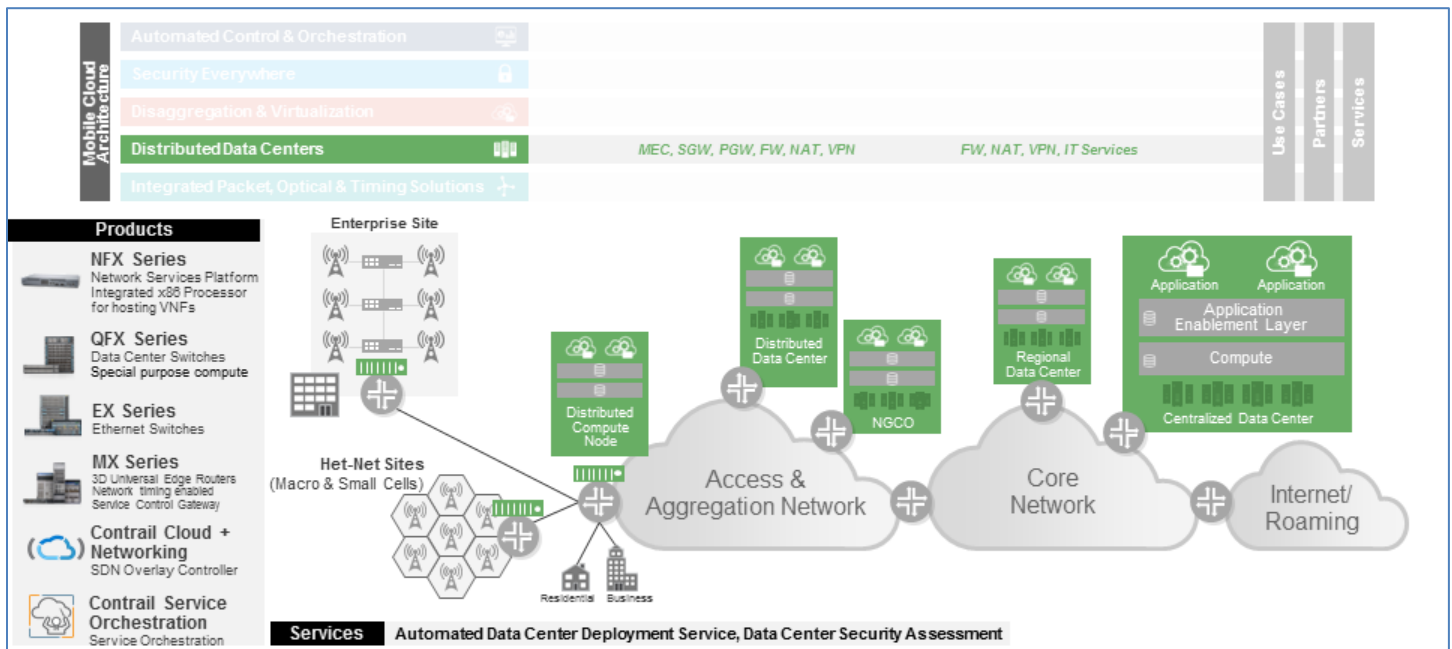 Mobile Cloud
Architecture
Automated Control & Orchestration
Security Everywhere
Disaggregation & Virtualization
Distributed Data Centers
MEC, SGW, PGW, FW, NAT, VPN
FW, NAT, VPN, IT Services
Integrated Packet, Optical & Timing Solutions
Use Cases
Partners
Services
Products
NFX Series
Network Services Platform
Integrated x86 Processor
for hosting VNFs
QFX Series
Data Center Switches
Special purpose compute
EX Series
Ethernet Switches
MX Series
3D Universal Edge Routers
Network timing enabled
Service Control Gateway
Contrail Cloud +
Networking
SDN Overlay Controller
Contrail Service
Orchestration
Service Orchestration
Enterprise Site
Het-Net Sites
(Macro & Small Cells)
Residential
Business
Distributed
Compute
Node
Distributed
Data Center
NGCO
Access &
Aggregation Network
Regional
Data Center
Core
Network
Application
Application
Application
Enablement Layer
Compute
Centralized Data Center
Internet/
Roaming
Services
Automated Data Center Deployment Service, Data Center Security Assessment